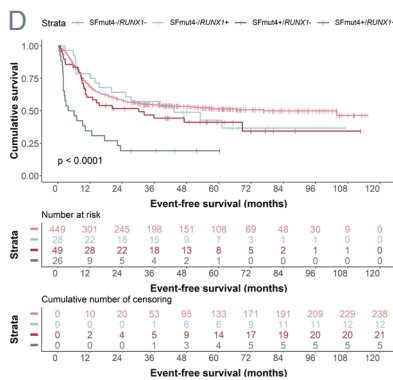 D
Strata SFmut4-/RUNX1- SFmut4-/RUNX1+ SFmut4+/RUNX1- SFmut4+/RUNX1+
Cumulative survival
1.00
0.75
0.50
0.25
0.00
p < 0.0001
0 12 24 36 48 60 72 84 96 108 120
Event-free survival (months)
Number at risk
Strata
449 301 245 198 151 108 69 48 30 9 0
28 22 18 15 9 7 3 1 1 0 0
49 28 22 18 13 8 5 2 1 1 0
26 9 5 4 2 1 0 0 0 0 0
0 12 24 36 48 60 72 84 96 108 120
Event-free survival (months)
Cumulative number of censoring
Strata
0 10 20 53 95 133 171 191 209 229 238
0 0 0 1 6 6 9 11 11 12 12
0 2 4 5 9 14 17 19 20 20 21
0 0 0 1 3 4 5 5 5 5 5
0 12 24 36 48 60 72 84 96 108 120
Event-free survival (months)